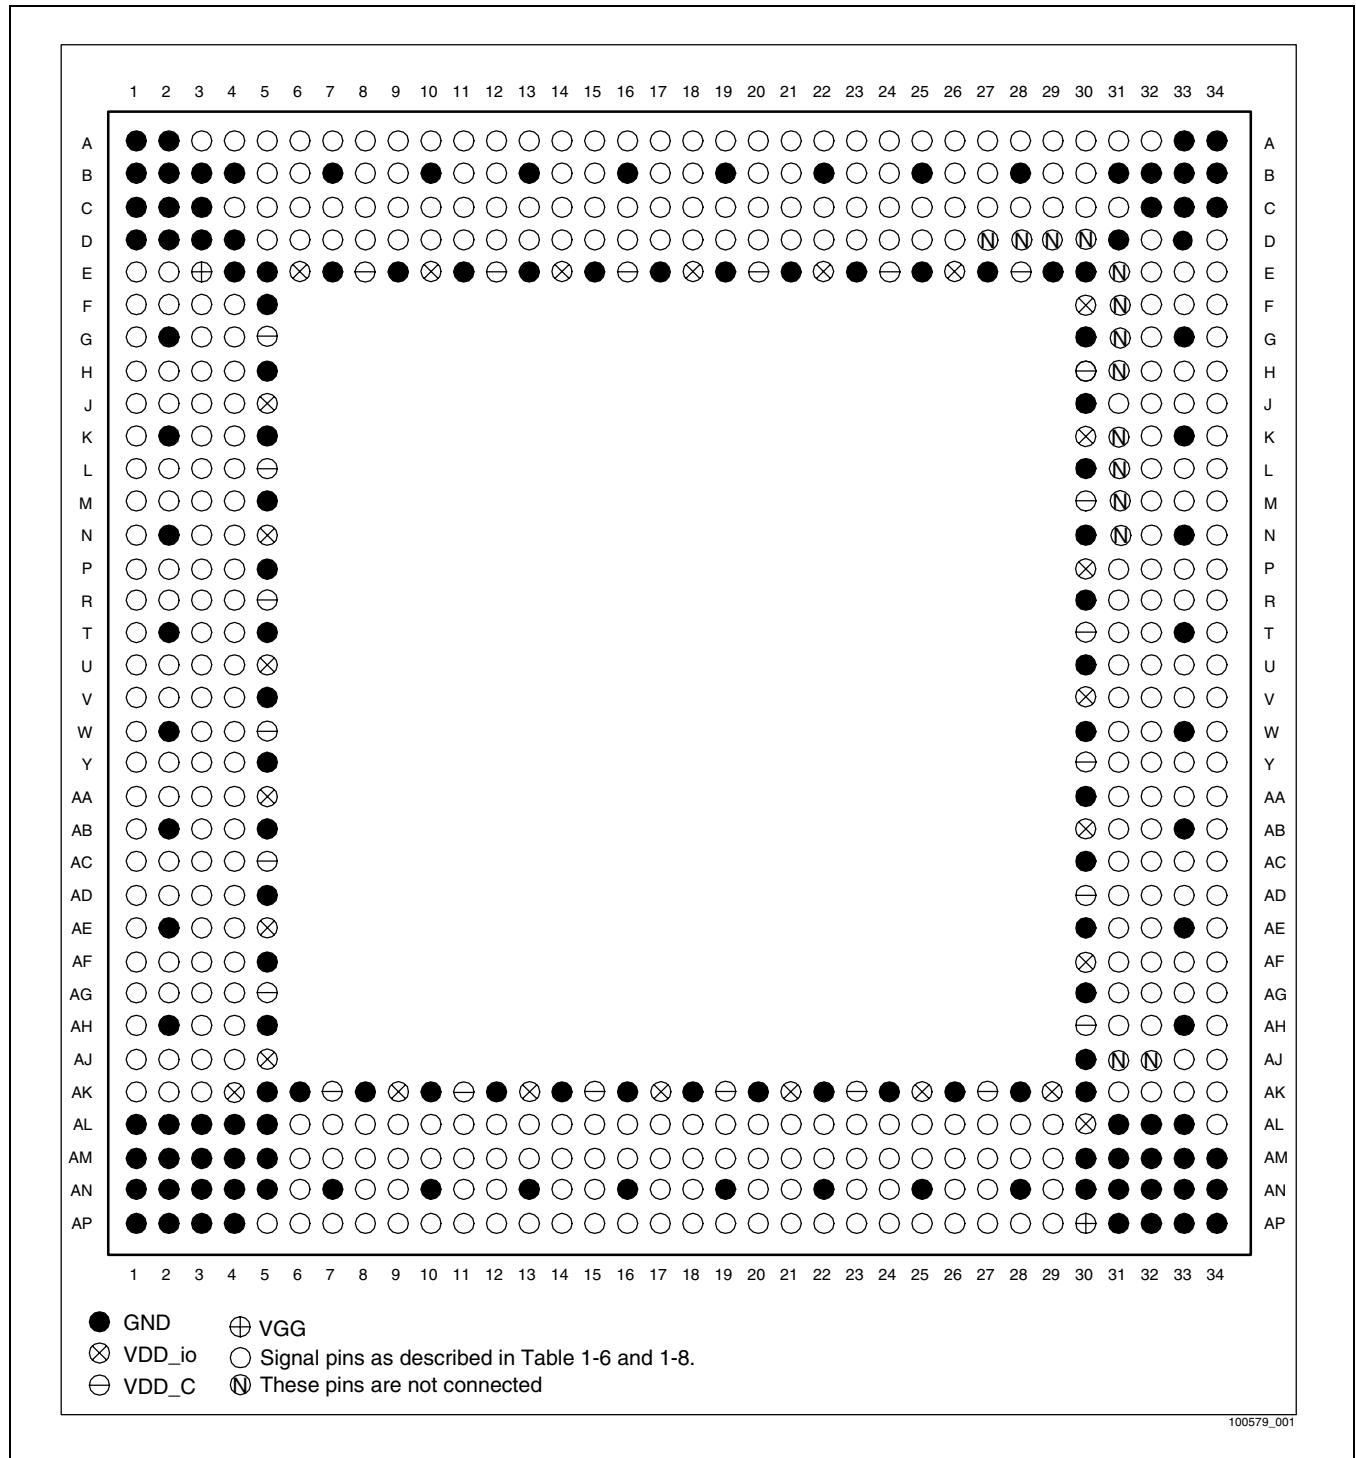 1 2 3 4 5 6 7 8 9 10 11 12 13 14 15 16 17 18 19 20 21 22 23 24 25 26 27 28 29 30 31 32 33 34
A A
B B
C C
D N N N N D
E N E
F N F
G N G
H N H
J J
K N K
L N L
M N M
N N N
P P
R R
T T
U U
V V
W W
Y Y
AA AA
AB AB
AC AC
AD AD
AE AE
AF AF
AG AG
AH AH
AJ N N AJ
AK AK
AL AL
AM AM
AN AN
AP AP
1 2 3 4 5 6 7 8 9 10 11 12 13 14 15 16 17 18 19 20 21 22 23 24 25 26 27 28 29 30 31 32 33 34
GND VGG
VDD_io Signal pins as described in Table 1-6 and 1-8.
VDD_C N These pins are not connected
100579_001